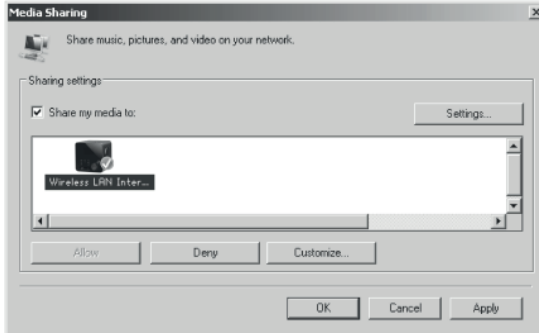 Media Sharing
Share music, pictures, and video on your network.
Sharing settings
Share my media to:
Settings...
Wireless LAN Inter...
Allow
Deny
Customize...
OK
Cancel
Apply